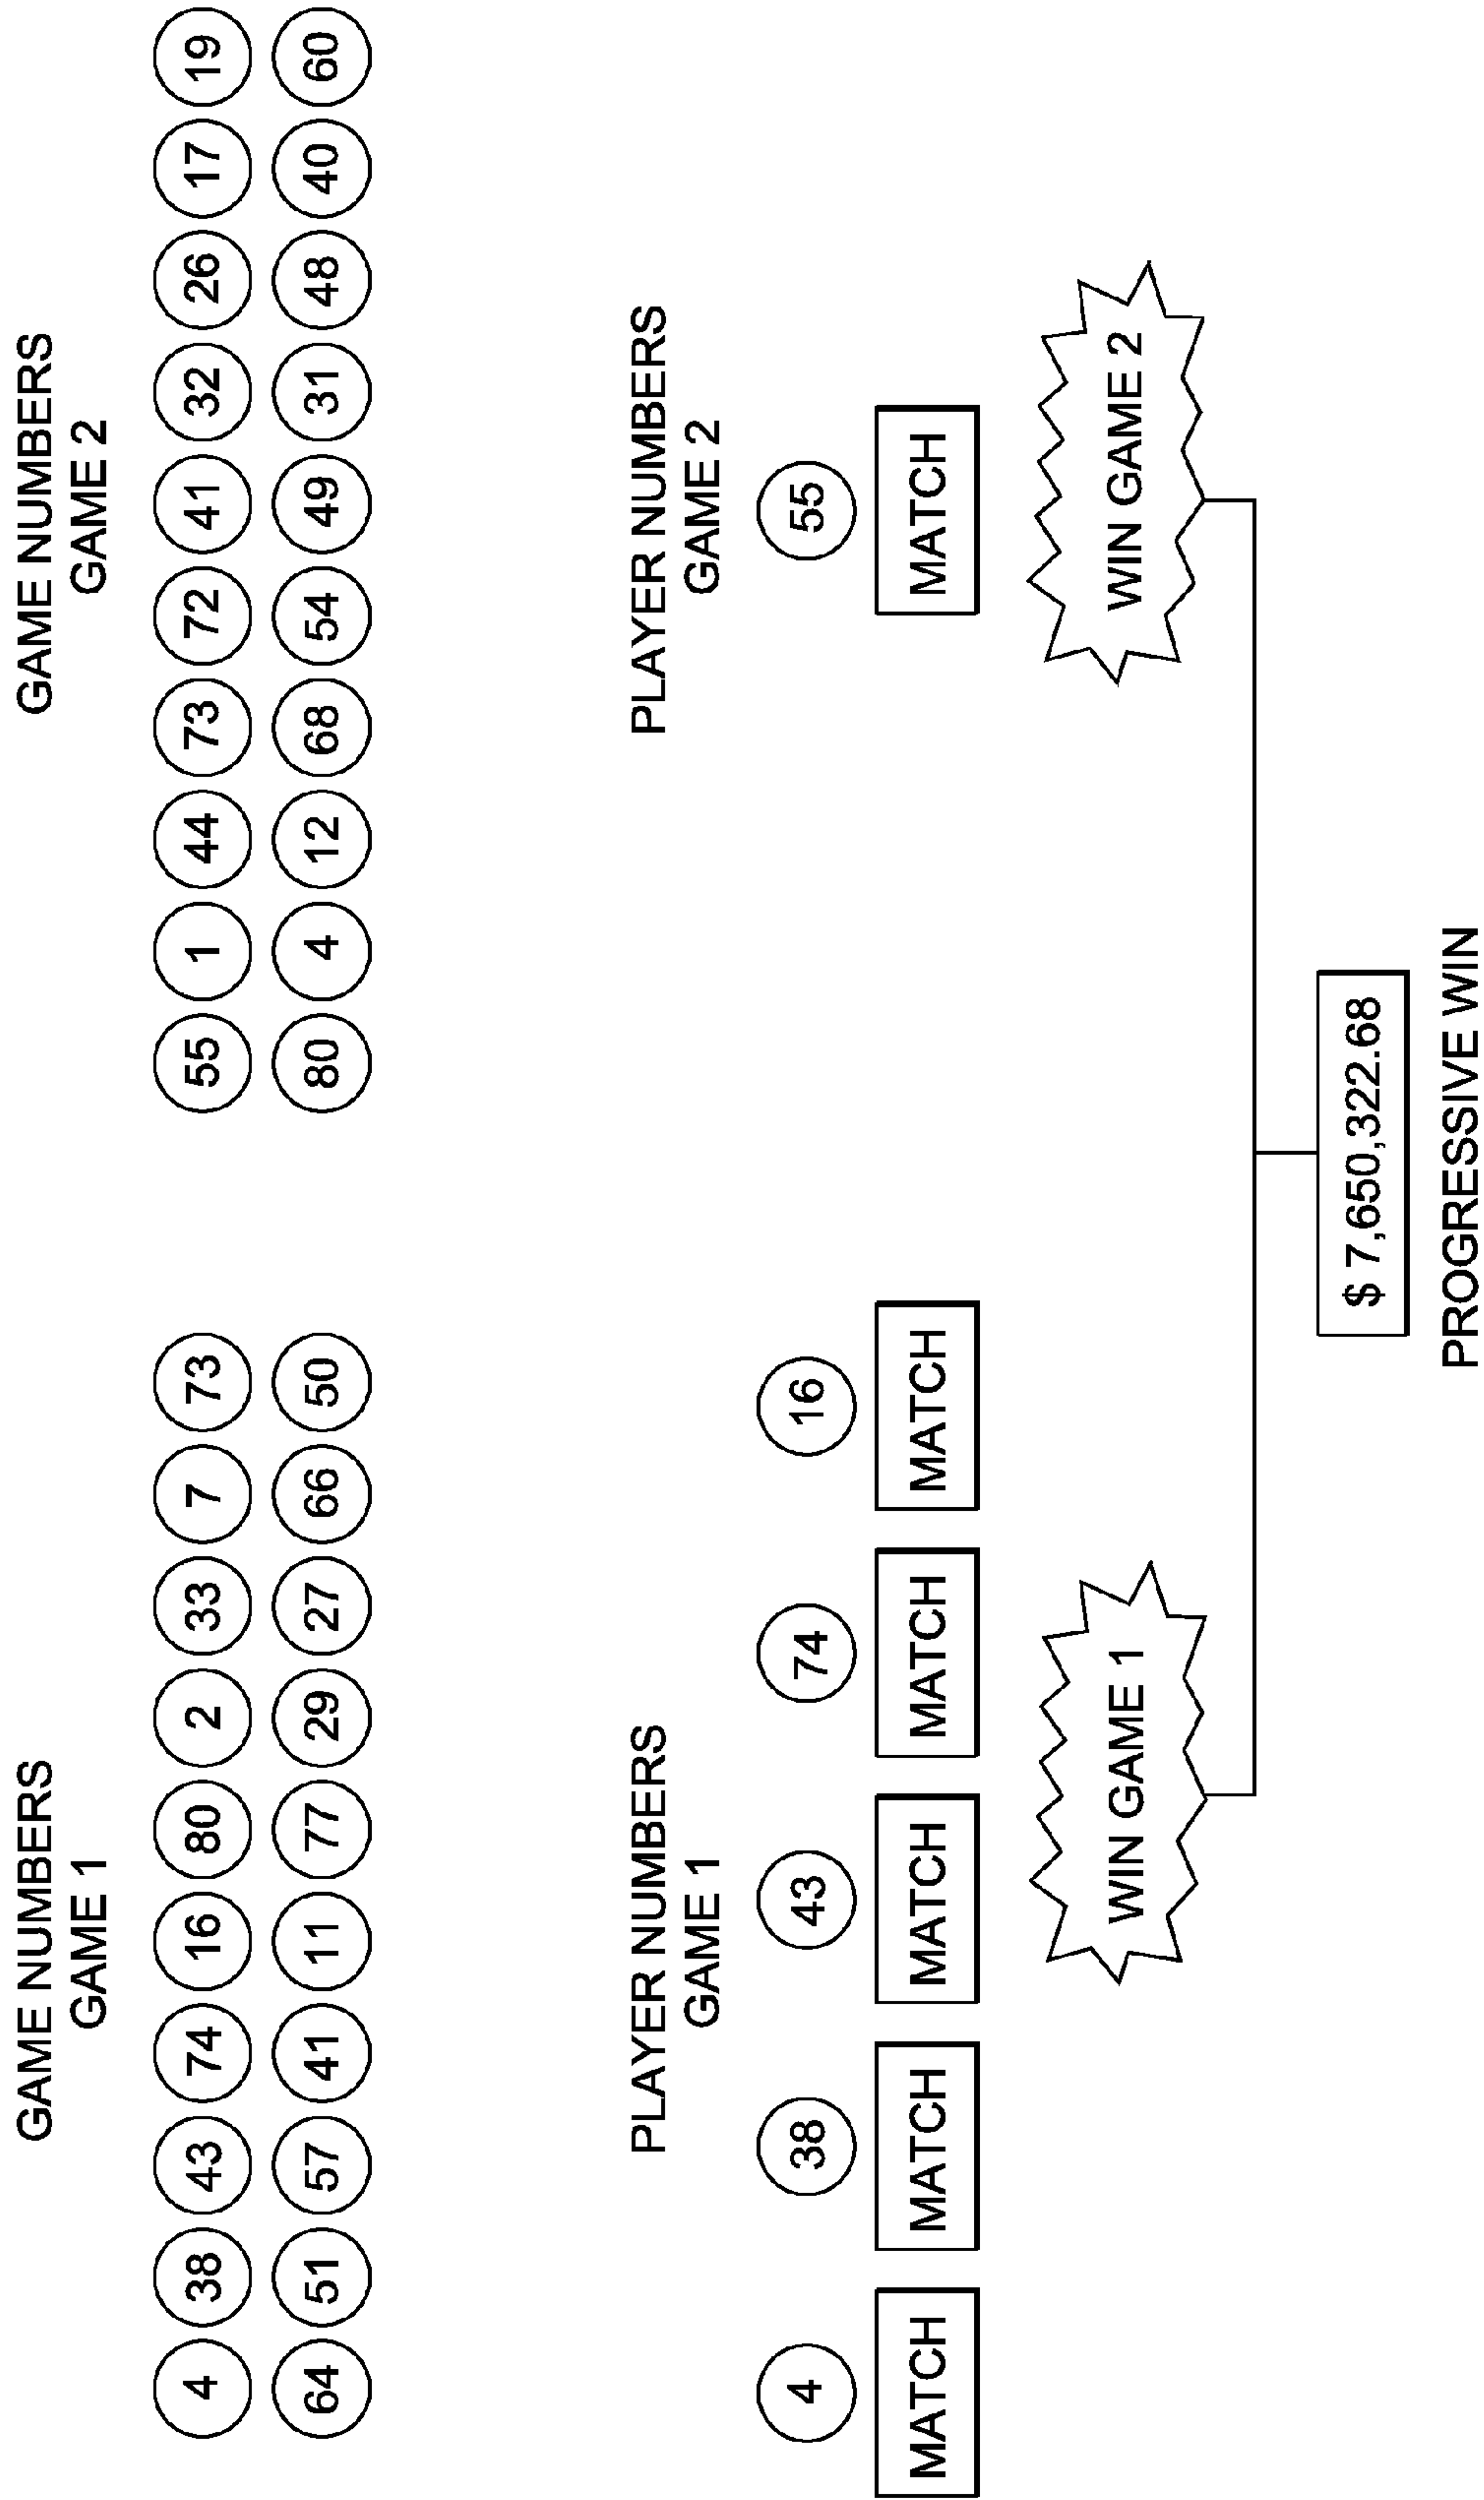 GAME NUMBERS
GAME 1
4 38 43 74 16 80 2 33 7 73
64 51 57 41 11 77 29 27 66 50
GAME NUMBERS
GAME 2
55 1 44 73 72 41 32 26 17 19
80 4 12 68 54 49 31 48 40 60
PLAYER NUMBERS
GAME 1
4 38 43 74 16
MATCH MATCH MATCH MATCH MATCH
WIN GAME 1
PLAYER NUMBERS
GAME 2
55
MATCH
WIN GAME 2
$ 7,650,322.68
PROGRESSIVE WIN